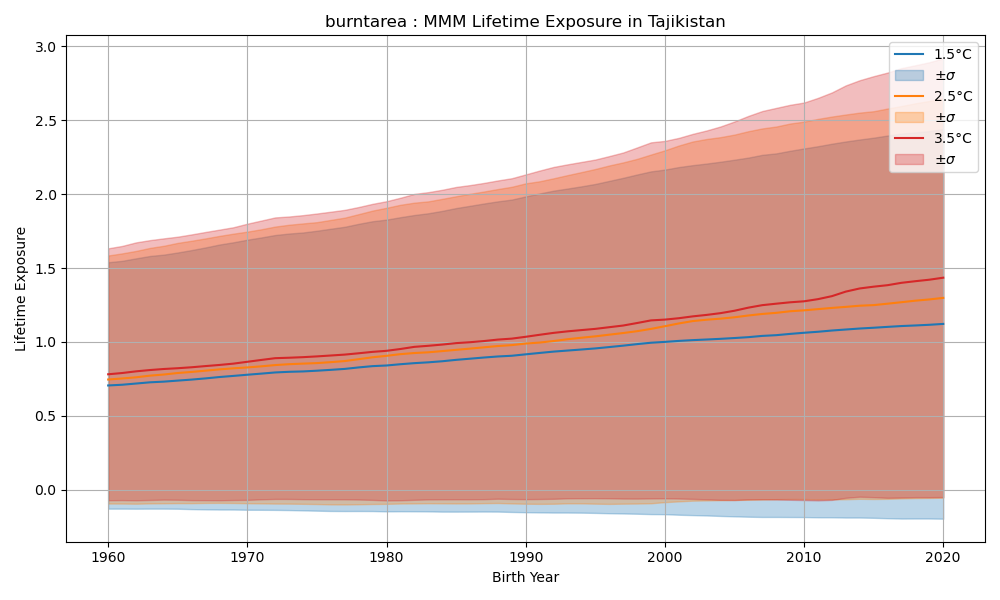 burntarea : MMM Lifetime Exposure in Tajikistan
3.0
2.5
2.0
1.5
1.0
0.5
0.0
Lifetime Exposure
1960
1970
1980
1990
2000
2010
2020
Birth Year
1.5°C
±σ
2.5°C
±σ
3.5°C
±σ